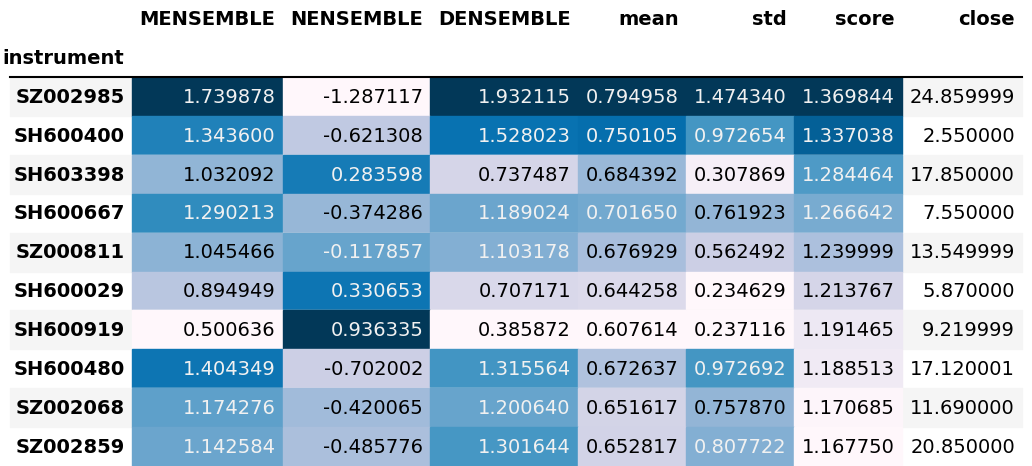 MENSEMBLE NENSEMBLE DENSEMBLE mean std score close
instrument
SZ002985 1.739878 -1.287117 1.932115 0.794958 1.474340 1.369844 24.859999
SH600400 1.343600 -0.621308 1.528023 0.750105 0.972654 1.337038 2.550000
SH603398 1.032092 0.283598 0.737487 0.684392 0.307869 1.284464 17.850000
SH600667 1.290213 -0.374286 1.189024 0.701650 0.761923 1.266642 7.550000
SZ000811 1.045466 -0.117857 1.103178 0.676929 0.562492 1.239999 13.549999
SH600029 0.894949 0.330653 0.707171 0.644258 0.234629 1.213767 5.870000
SH600919 0.500636 0.936335 0.385872 0.607614 0.237116 1.191465 9.219999
SH600480 1.404349 -0.702002 1.315564 0.672637 0.972692 1.188513 17.120001
SZ002068 1.174276 -0.420065 1.200640 0.651617 0.757870 1.170685 11.690000
SZ002859 1.142584 -0.485776 1.301644 0.652817 0.807722 1.167750 20.850000